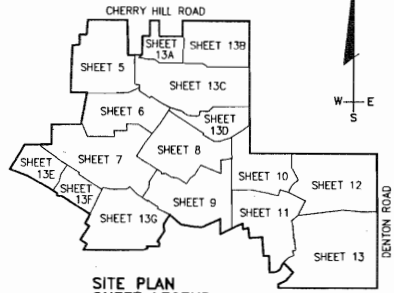 CHERRY HILL ROAD
SHEET 5
SHEET
13A
SHEET 13B
SHEET 13C
SHEET 6
SHEET
13D
W E
S
SHEET 8
SHEET 7
SHEET
13E
SHEET
13F
SHEET 10
SHEET 12
SHEET 9
SHEET 11
SHEET 13G
SHEET 13
DENTON ROAD
SITE PLAN